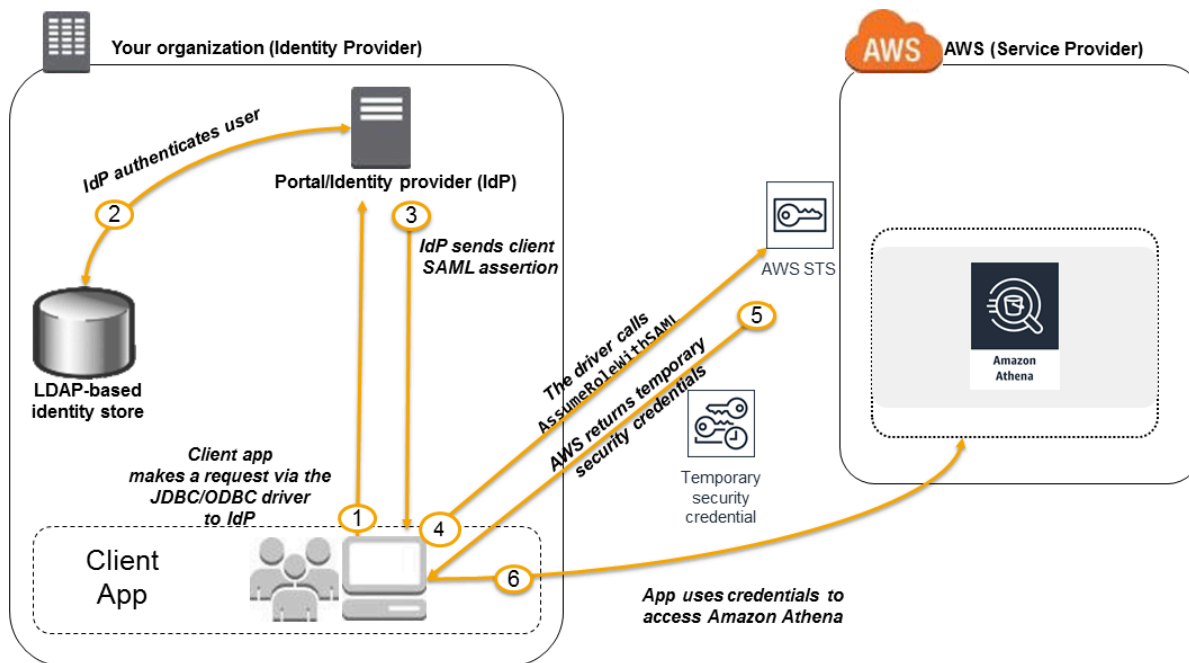 Your organization (Identity Provider)
AWS
AWS (Service Provider)
IdP authenticates user
2
Portal/Identity provider (IdP)
3
IdP sends client
SAML assertion
AWS STS
LDAP-based
identity store
The driver calls
AssumeRoleWithSAML
5
AWS returns temporary
security credentials
Amazon
Athena
Temporary
security
credential
Client app
makes a request via the
JDBC/ODBC driver
to IdP
1
4
Client
App
6
App uses credentials to
access Amazon Athena